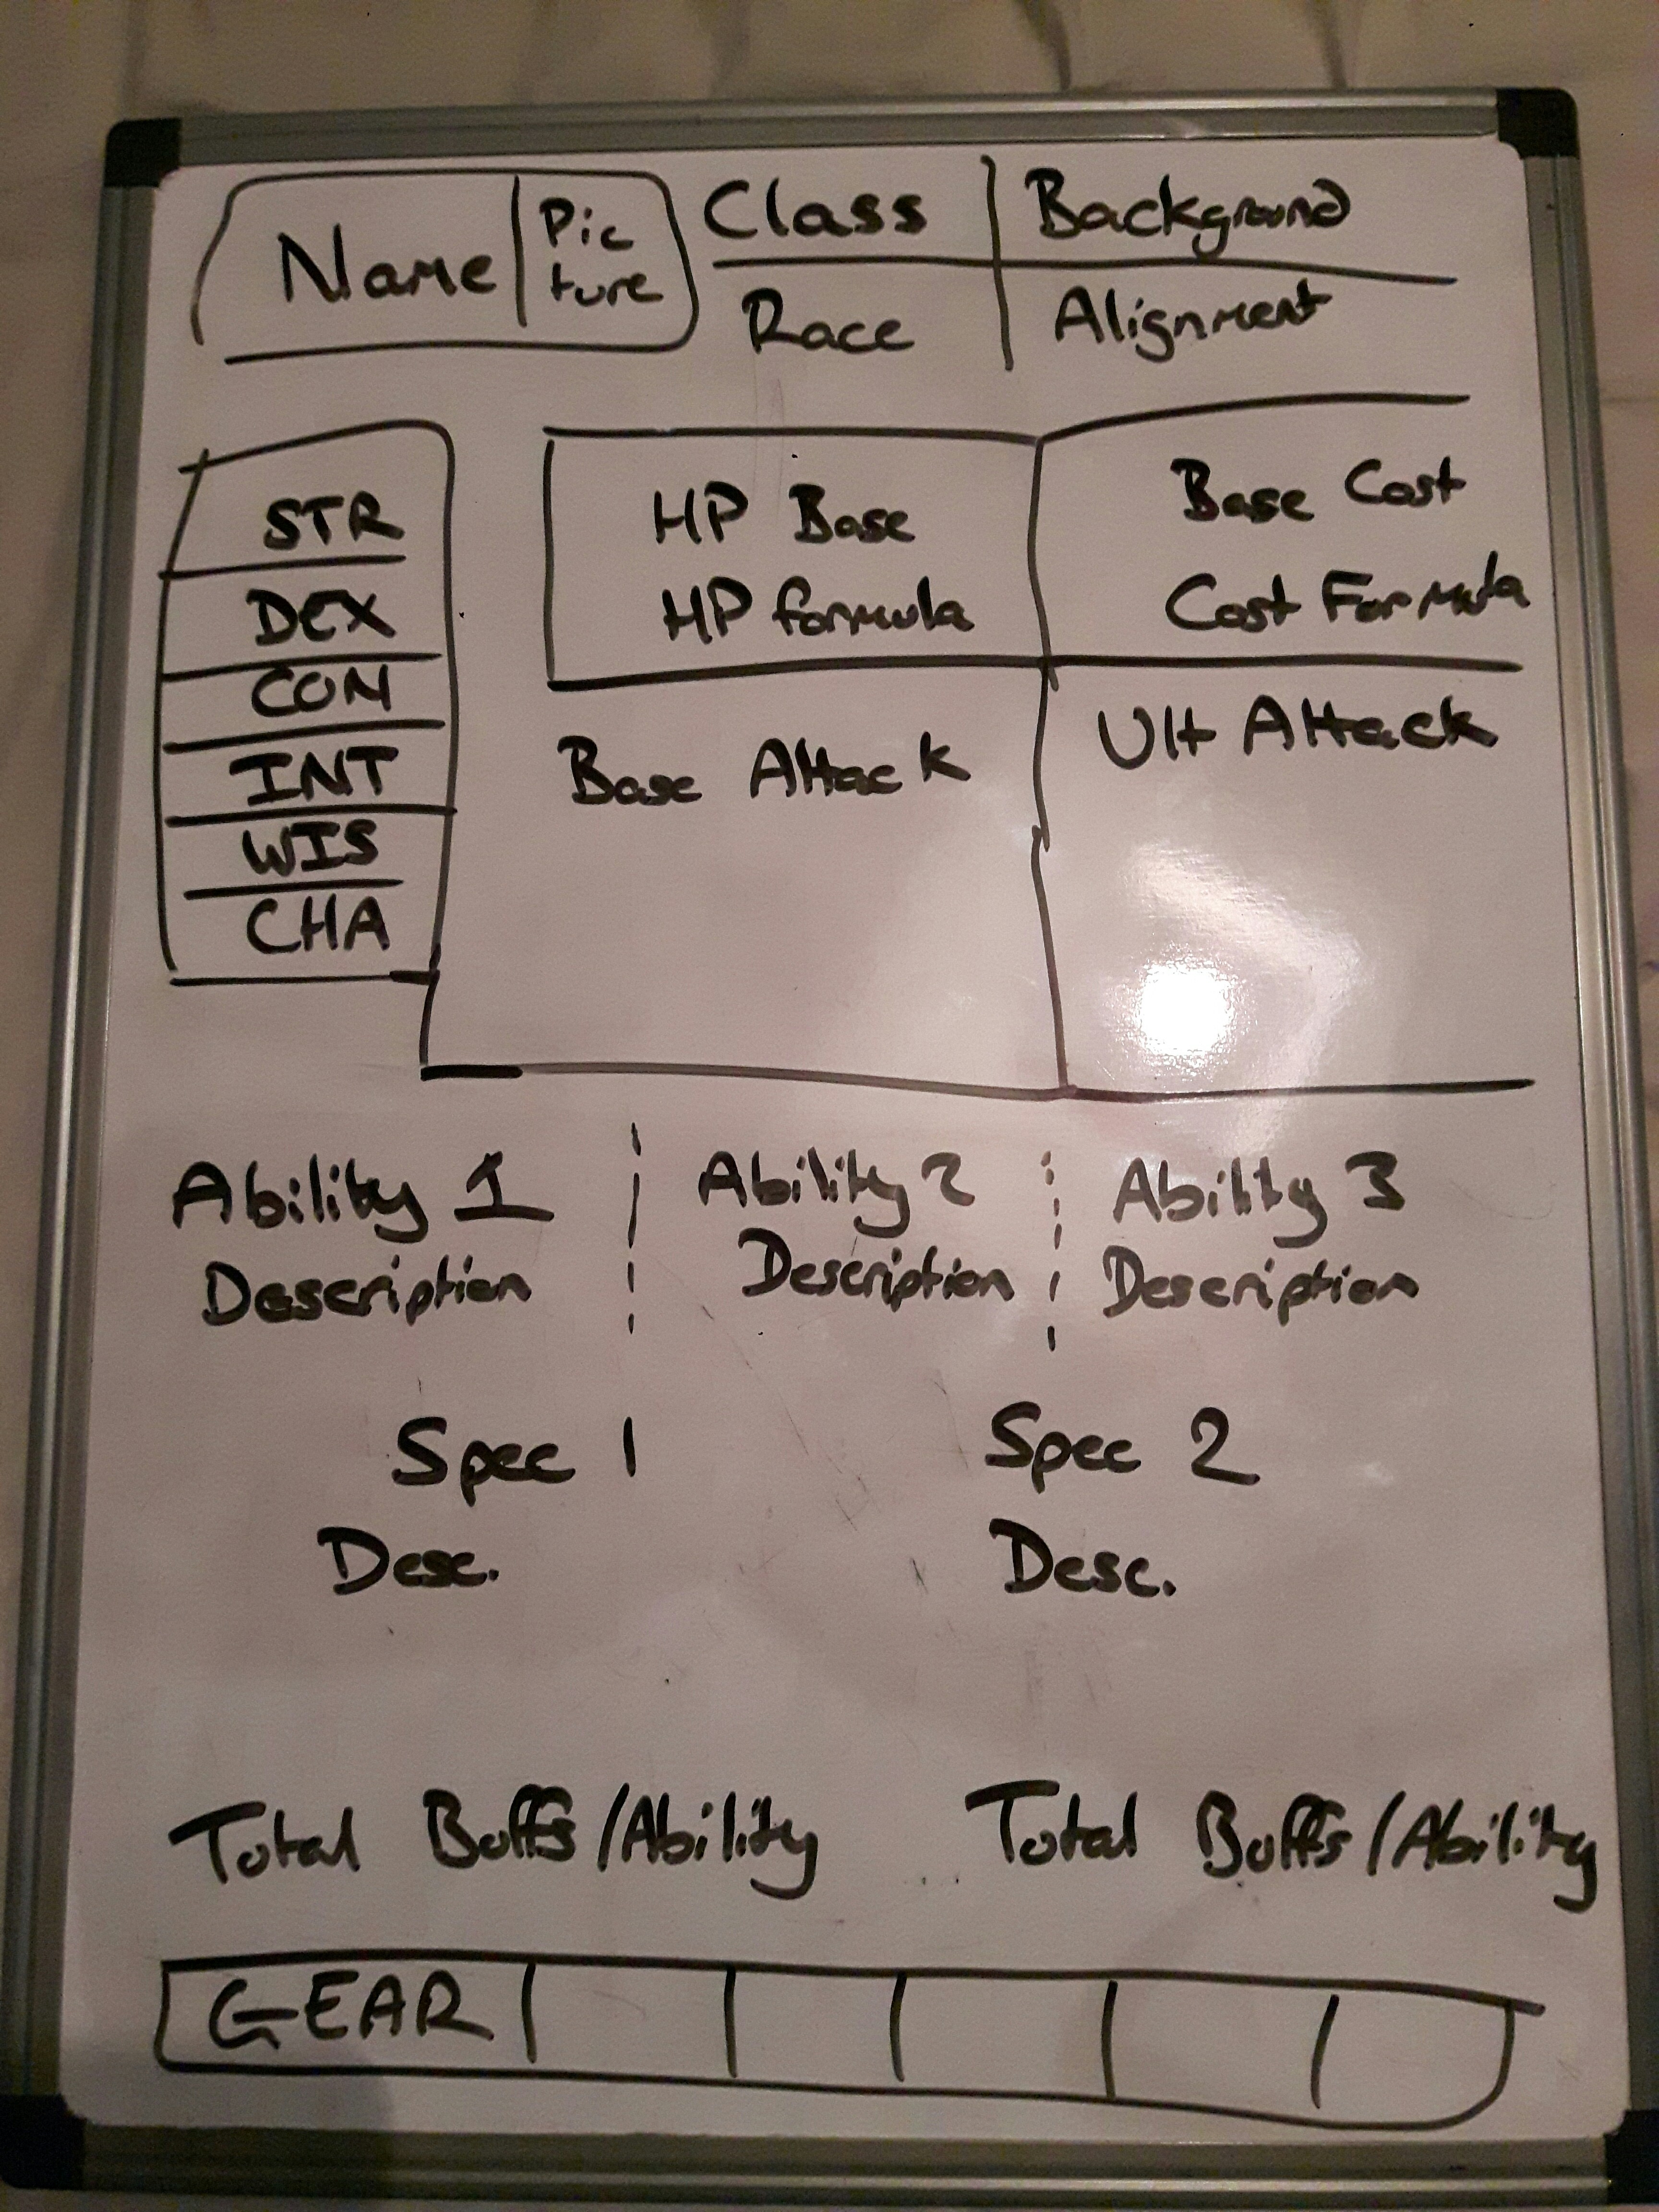 Name
Pic
ture
Class
Background
Race
Alignment
STR
DEX
CON
INT
WIS
CHA
HP Base
HP formula
Base Cost
Cost Formula
Base Attack
Ult Attack
Ability 1
Description
Ability 2
Description
Ability 3
Description
Spec 1
Desc.
Spec 2
Desc.
Total Buffs/Ability
Total Buffs/Ability
GEAR